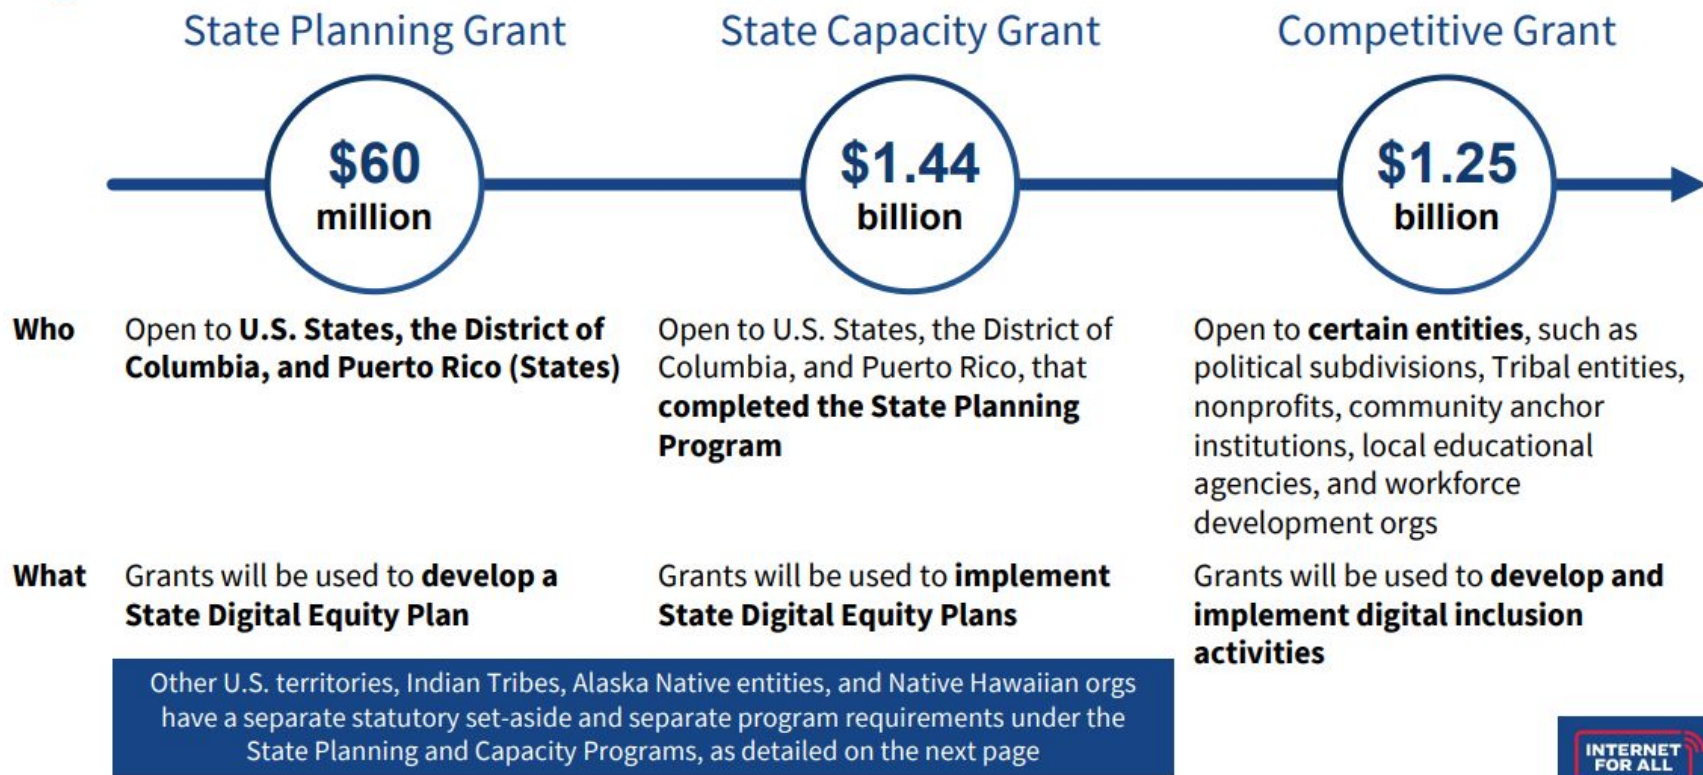 State Planning Grant
State Capacity Grant
Competitive Grant
$60
million
$1.44
billion
$1.25
billion
Who
Open to U.S. States, the District of
Columbia, and Puerto Rico (States)
Open to U.S. States, the District of
Columbia, and Puerto Rico, that
completed the State Planning
Program
Open to certain entities, such as
political subdivisions, Tribal entities,
nonprofits, community anchor
institutions, local educational
agencies, and workforce
development orgs
What
Grants will be used to develop a
State Digital Equity Plan
Grants will be used to implement
State Digital Equity Plans
Grants will be used to develop and
implement digital inclusion
activities
Other U.S. territories, Indian Tribes, Alaska Native entities, and Native Hawaiian orgs
have a separate statutory set-aside and separate program requirements under the
State Planning and Capacity Programs, as detailed on the next page
INTERNET
FOR ALL